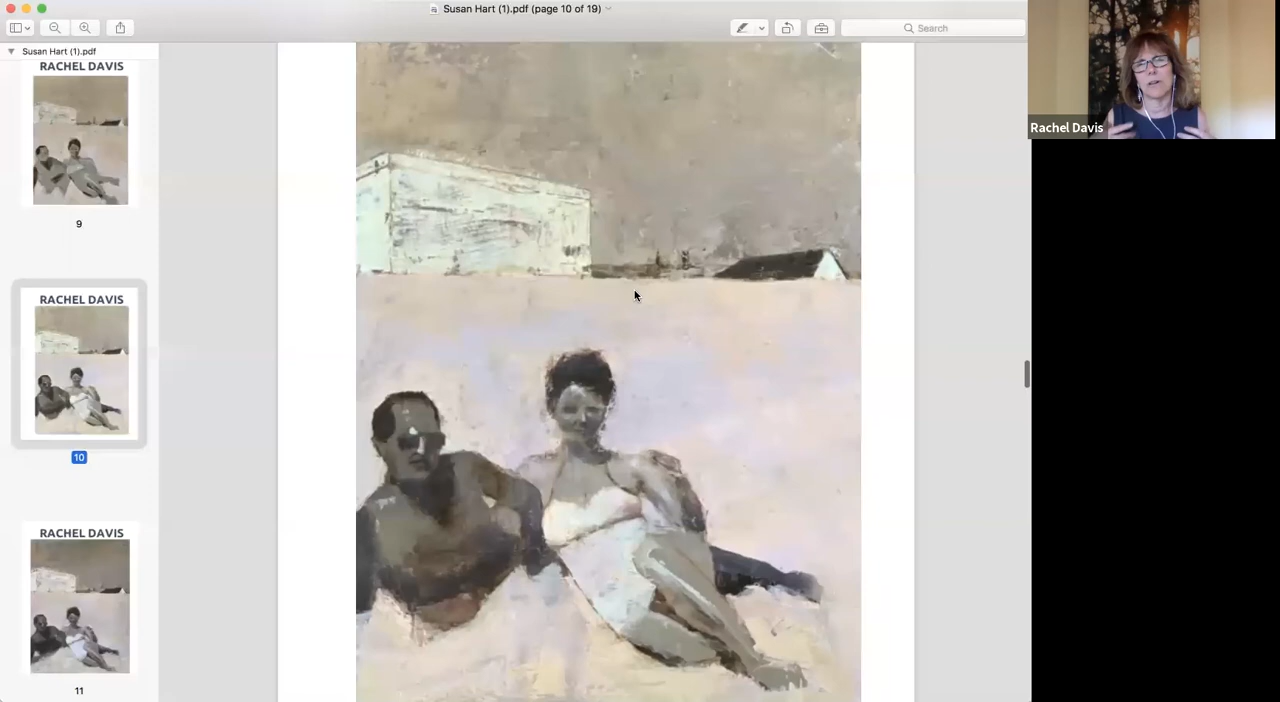 Susan Hart (1).pdf (page 10 of 19)
Search
Susan Hart (1).pdf
RACHEL DAVIS
9
RACHEL DAVIS
10
RACHEL DAVIS
11
Rachel Davis